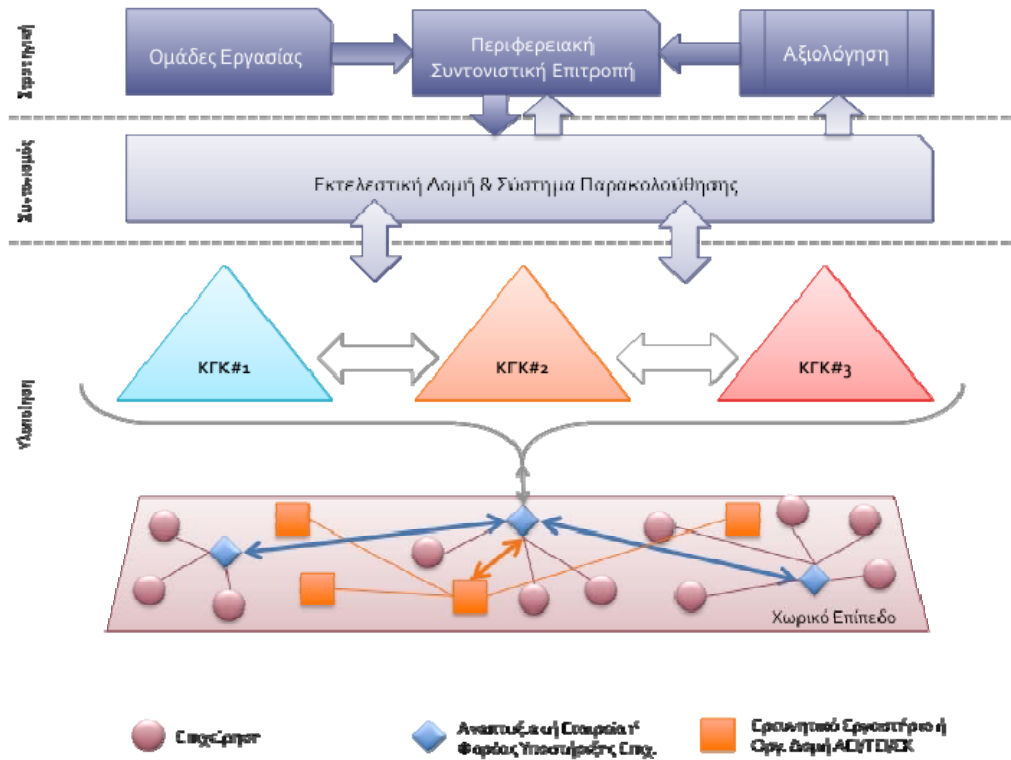 Στρατηγική
Ομάδες Εργασίας
Περιφερειακή
Συντονιστική Επιτροπή
Αξιολόγηση
Συντονισμός
Εκτελεστική Δομή & Σύστημα Παρακολούθησης
Υλοποίηση
ΚΓΚ#1
ΚΓΚ#2
ΚΓΚ#3
Χωρικό Επίπεδο
Επιχείρηση
Αναπτυξιακή Εταιρεία ή
Φορέας Υποστήριξης Επιχ.
Ερευνητικό Εργαστήριο ή
Οργ. Δομή ΑΕΙ/ΤΕΙ/ΕΚ